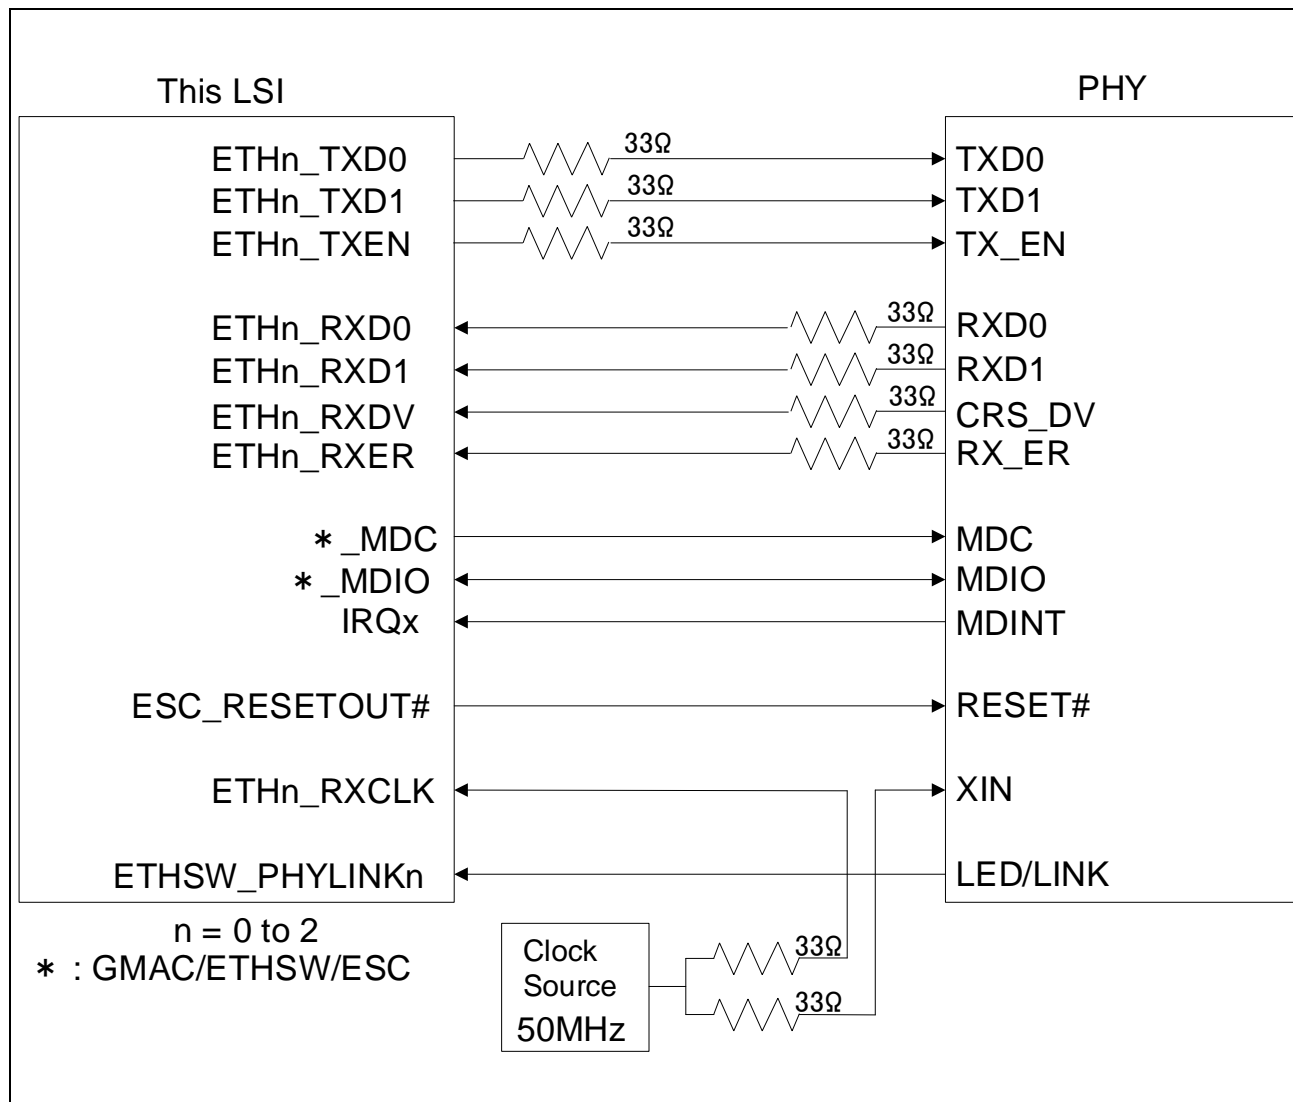 This LSI PHY
ETHn_TXD0 33Ω TXD0
ETHn_TXD1 33Ω TXD1
ETHn_TXEN 33Ω TX_EN
ETHn_RXD0 33Ω RXD0
ETHn_RXD1 33Ω RXD1
ETHn_RXDV 33Ω CRS_DV
ETHn_RXER 33Ω RX_ER
*_MDC MDC
*_MDIO MDIO
IRQx MDINT
ESC_RESETOUT# RESET#
ETHn_RXCLK XIN
ETHSW_PHYLINKn LED/LINK
n = 0 to 2
* : GMAC/ETHSW/ESC
Clock
Source
50MHz
33Ω
33Ω